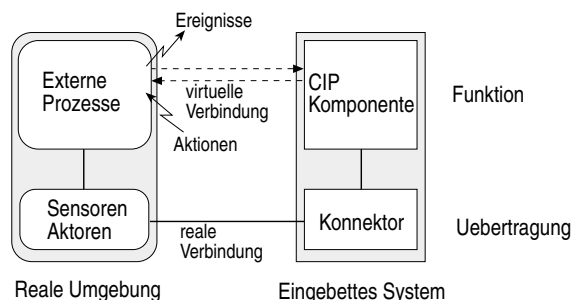 Ereignisse
Externe
Prozesse
virtuelle
Verbindung
Aktionen
CIP
Komponente
Funktion
Sensoren
Aktoren
reale
Verbindung
Konnektor
Uebertragung
Reale Umgebung
Eingebettes System